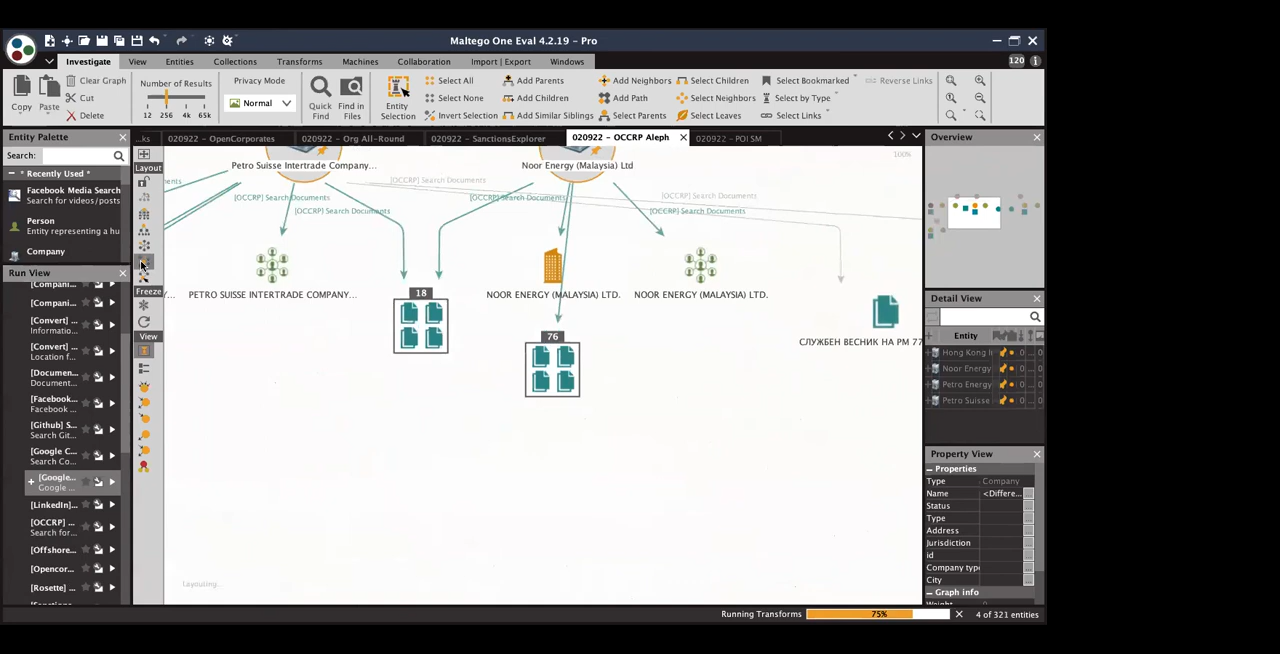 Maltego One Eval 4.2.19 - Pro
Investigate View Entities Collections Transforms Machines Collaboration Import | Export Windows
120
Copy
Paste
Clear Graph
Cut
Delete
Number of Results
12 256 4k 65k
Privacy Mode
Normal
Quick Find
Find in Files
Entity Selection
Select All
Select None
Invert Selection
Add Parents
Add Children
Add Similar Siblings
Add Neighbors
Add Path
Select Parents
Select Children
Select Neighbors
Select Leaves
Select Bookmarked
Select by Type
Select Links
Reverse Links
Entity Palette
Search:
* Recently Used *
Facebook Media Search
Search for videos/posts
Person
Entity representing a hu
Company
Run View
[Compani...
[Compani...
[Convert] ...
Informatio...
[Convert] ...
Location f...
[Documen...
Document...
[Facebook...
Facebook ...
[Github] S...
Search Git...
[Google C...
Search Co...
[Google...
Google ...
[LinkedIn]...
[OCCRP] ...
Search for...
[Offshore...
[Opencor...
[Rosette] ...
Layout
Freeze
View
...ks
020922 - OpenCorporates
020922 - Org All-Round
020922 - SanctionsExplorer
020922 - OCCRP Aleph
020922 - POI SM
100%
Petro Suisse Intertrade Company...
Noor Energy (Malaysia) Ltd
[OCCRP] Search Documents
[OCCRP] Search Documents
[OCCRP] Search Documents
[OCCRP] Search Documents
[OCCRP] Search Documents
[OCCRP] Search Documents
PETRO SUISSE INTERTRADE COMPANY...
18
NOOR ENERGY (MALAYSIA) LTD.
NOOR ENERGY (MALAYSIA) LTD.
76
СЛУЖБЕН ВЕСНИК НА РМ 77
Layouting...
Overview
Detail View
Entity
Hong Kong I
Noor Energy
Petro Energy
Petro Suisse
Property View
Properties
Type Company
Name <Differe...
Status
Type
Address
Jurisdiction
id
Company type
City
Graph info
Running Transforms 75% 4 of 321 entities